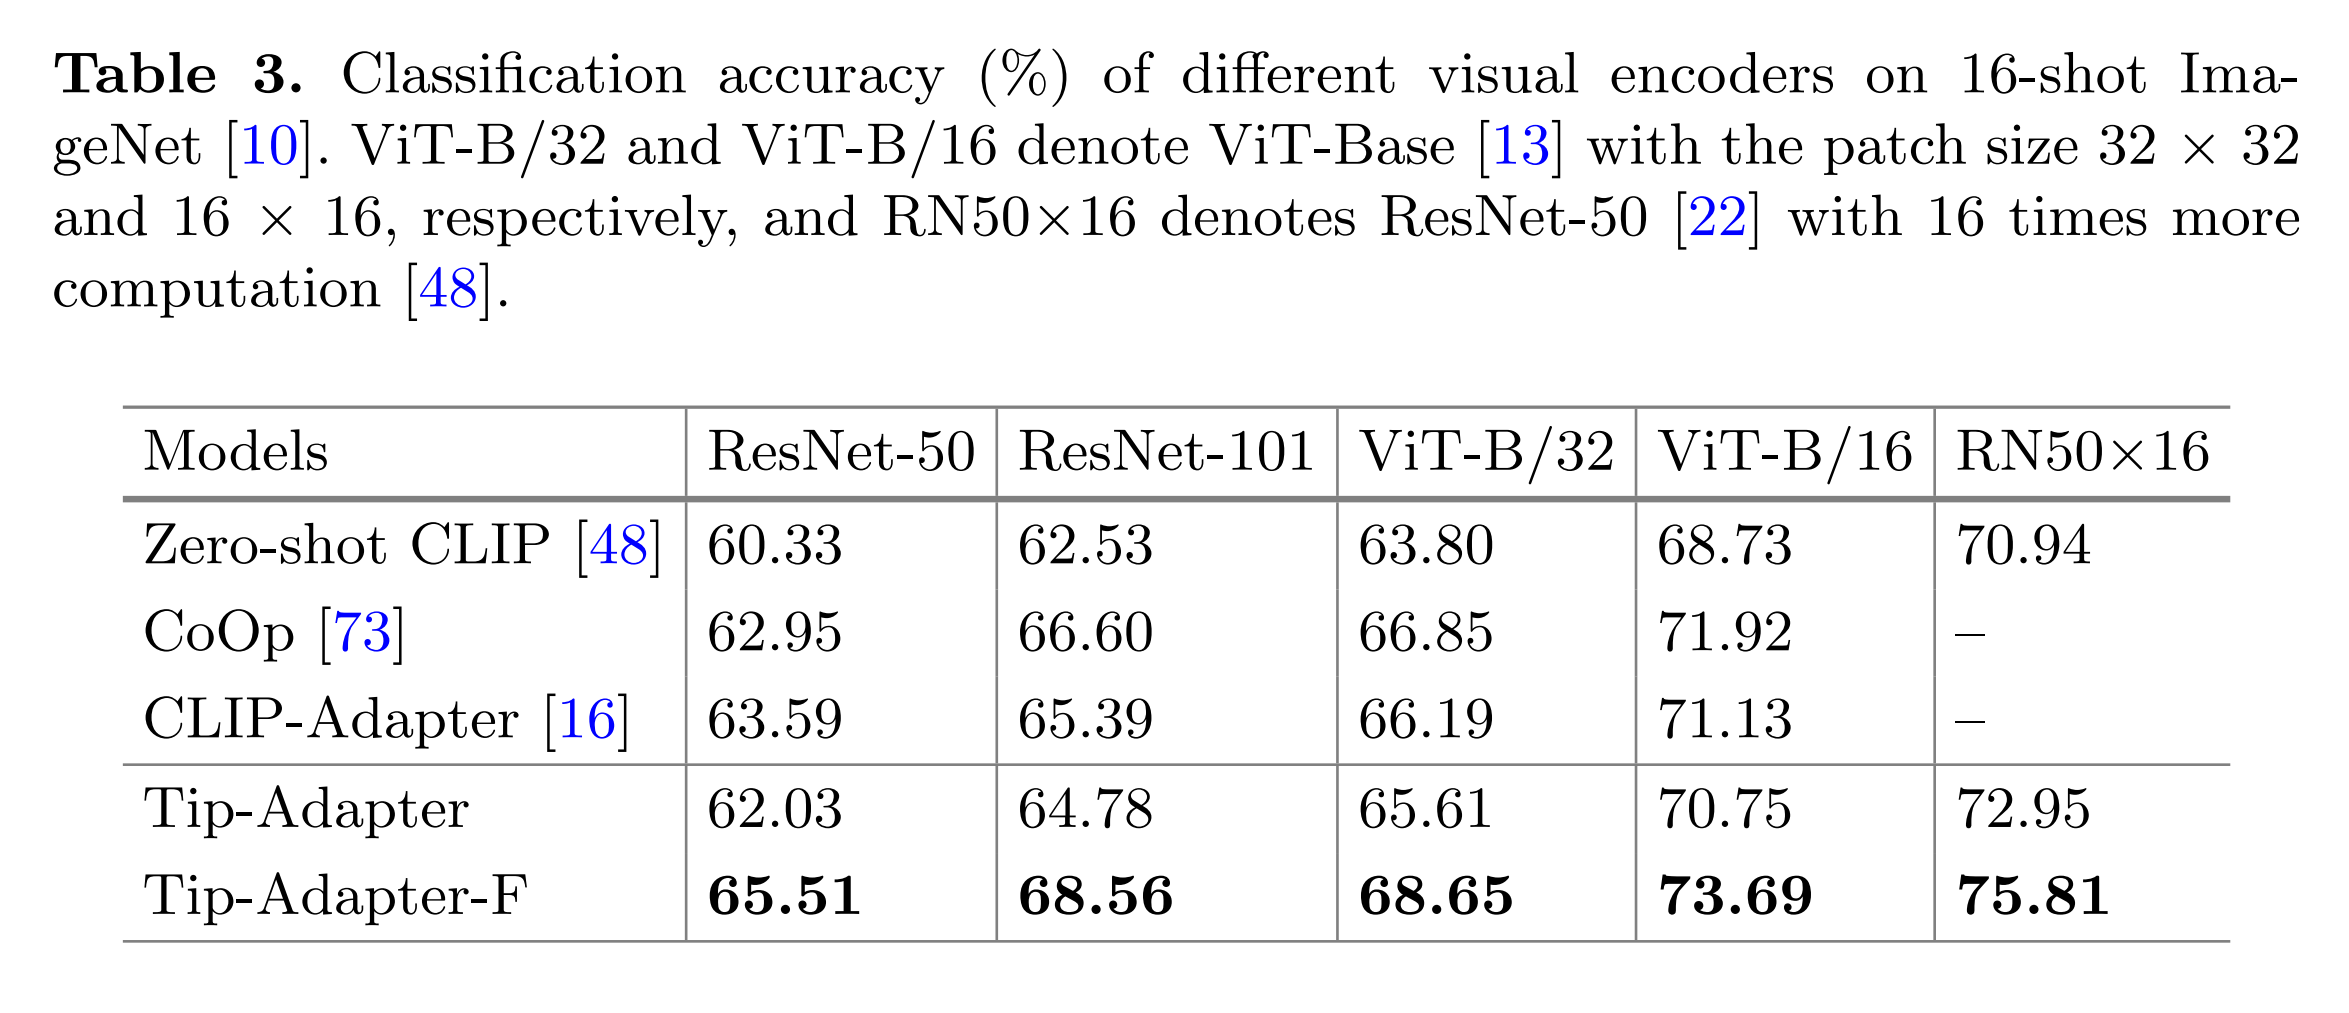 Table 3. Classification accuracy (%) of different visual encoders on 16-shot Ima-
geNet [10]. ViT-B/32 and ViT-B/16 denote ViT-Base [13] with the patch size 32 × 32
and 16 × 16, respectively, and RN50×16 denotes ResNet-50 [22] with 16 times more
computation [48].
Models ResNet-50 ResNet-101 ViT-B/32 ViT-B/16 RN50×16
Zero-shot CLIP [48] 60.33 62.53 63.80 68.73 70.94
CoOp [73] 62.95 66.60 66.85 71.92 –
CLIP-Adapter [16] 63.59 65.39 66.19 71.13 –
Tip-Adapter 62.03 64.78 65.61 70.75 72.95
Tip-Adapter-F 65.51 68.56 68.65 73.69 75.81